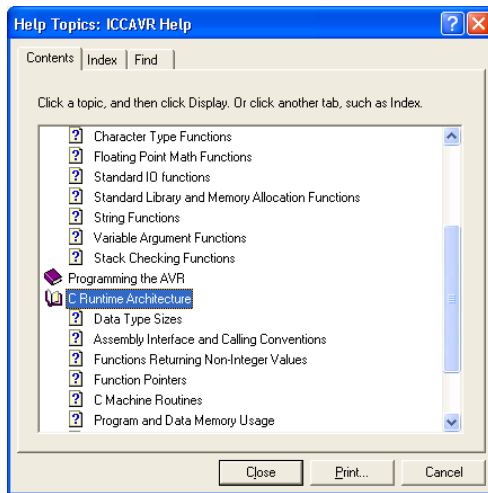 Help Topics: ICCAVR Help
Contents Index Find
Click a topic, and then click Display. Or click another tab, such as Index.
Character Type Functions
Floating Point Math Functions
Standard IO functions
Standard Library and Memory Allocation Functions
String Functions
Variable Argument Functions
Stack Checking Functions
Programming the AVR
C Runtime Architecture
Data Type Sizes
Assembly Interface and Calling Conventions
Functions Returning Non-Integer Values
Function Pointers
C Machine Routines
Program and Data Memory Usage
Close Print... Cancel